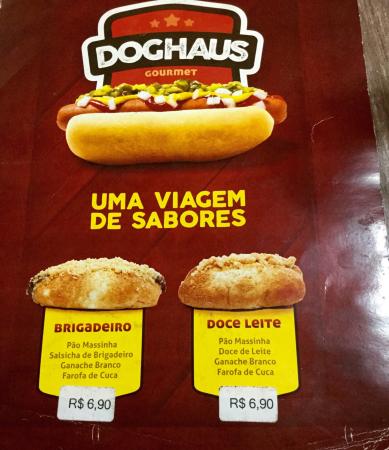 DOGHAUS
GOURMET
UMA VIAGEM
DE SABORES
BRIGADEIRO
Pão Massinha
Salsicha de Brigadeiro
Ganache Branco
Farofa de Cuca
R$ 6,90
DOCE LEITE
Pão Massinha
Doce de Leite
Ganache Branco
Farofa de Cuca
R$ 6,90